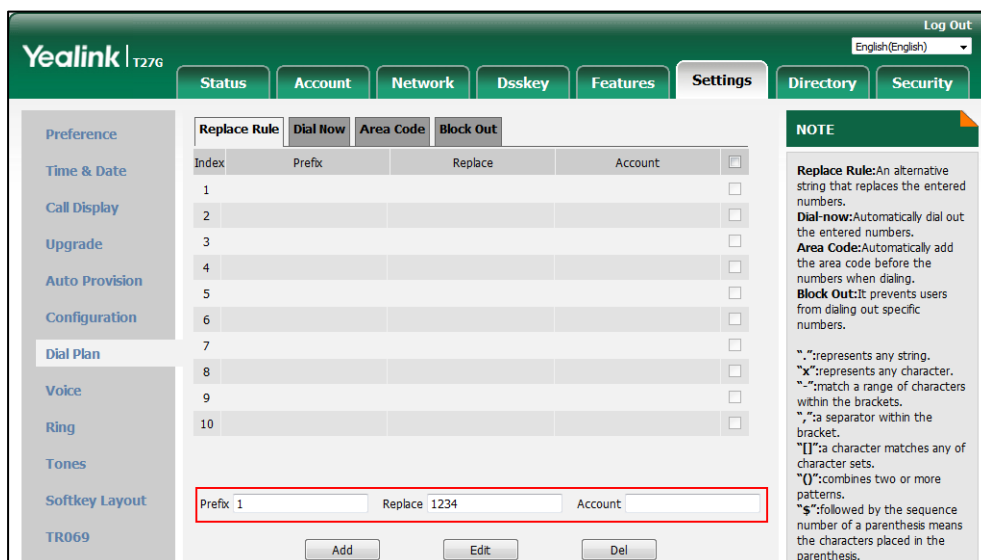 Log Out
Yealink T27G
English(English)
Status Account Network Dsskey Features Settings Directory Security
Preference
Time & Date
Call Display
Upgrade
Auto Provision
Configuration
Dial Plan
Voice
Ring
Tones
Softkey Layout
TR069
Replace Rule Dial Now Area Code Block Out
Index Prefix Replace Account
1
2
3
4
5
6
7
8
9
10
Prefix 1 Replace 1234 Account
Add Edit Del
NOTE
Replace Rule:An alternative
string that replaces the entered
numbers.
Dial-now:Automatically dial out
the entered numbers.
Area Code:Automatically add
the area code before the
numbers when dialing.
Block Out:It prevents users
from dialing out specific
numbers.
".":represents any string.
"x":represents any character.
"-":match a range of characters
within the brackets.
",":a separator within the
bracket.
"[]":a character matches any of
character sets.
"()":combines two or more
patterns.
"$":followed by the sequence
number of a parenthesis means
the characters placed in the
parenthesis.